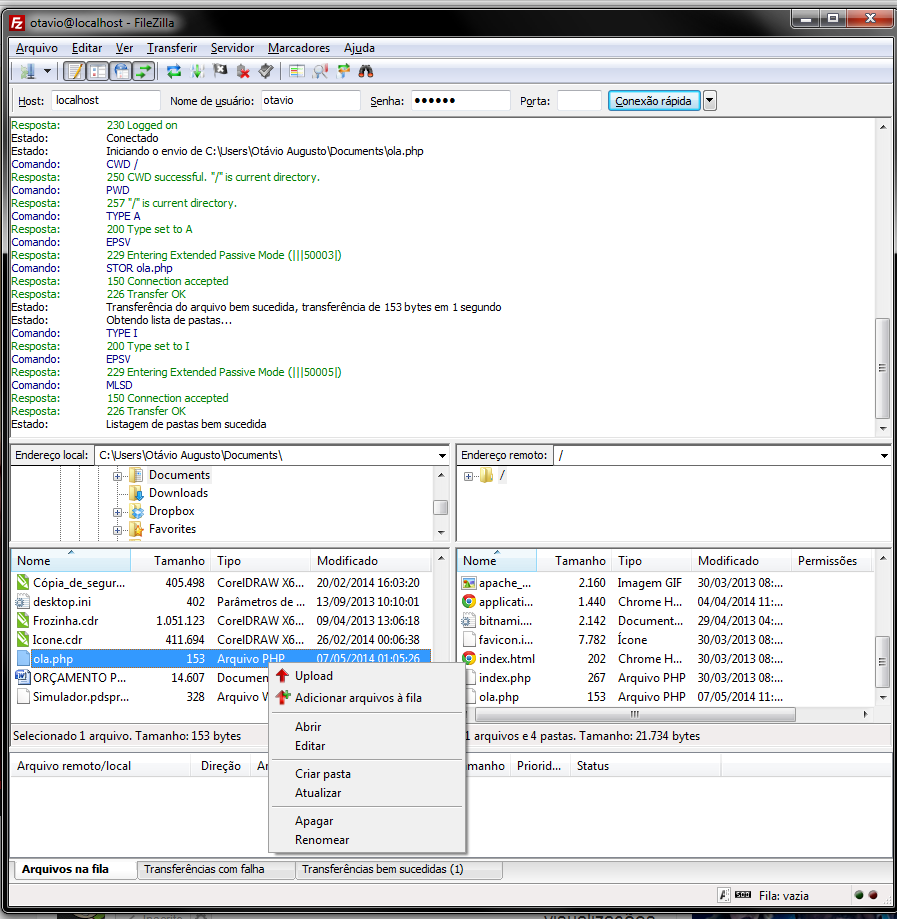 otavio@localhost - FileZilla
Arquivo Editar Ver Transferir Servidor Marcadores Ajuda
Host: localhost Nome de usuário: otavio Senha: •••••• Porta: Conexão rápida
Resposta: 230 Logged on
Estado: Conectado
Estado: Iniciando o envio de C:\Users\Otávio Augusto\Documents\ola.php
Comando: CWD /
Resposta: 250 CWD successful. "/" is current directory.
Comando: PWD
Resposta: 257 "/" is current directory.
Comando: TYPE A
Resposta: 200 Type set to A
Comando: EPSV
Resposta: 229 Entering Extended Passive Mode (|||50003|)
Comando: STOR ola.php
Resposta: 150 Connection accepted
Resposta: 226 Transfer OK
Estado: Transferência do arquivo bem sucedida, transferência de 153 bytes em 1 segundo
Estado: Obtendo lista de pastas...
Comando: TYPE I
Resposta: 200 Type set to I
Comando: EPSV
Resposta: 229 Entering Extended Passive Mode (|||50005|)
Comando: MLSD
Resposta: 150 Connection accepted
Resposta: 226 Transfer OK
Estado: Listagem de pastas bem sucedida
Endereço local: C:\Users\Otávio Augusto\Documents\
Documents
Downloads
Dropbox
Favorites
Endereço remoto: /
/
Nome Tamanho Tipo Modificado
Cópia_de_segur... 405.498 CorelDRAW X6... 20/02/2014 16:03:20
desktop.ini 402 Parâmetros de ... 13/09/2013 10:10:01
Frozinha.cdr 1.051.123 CorelDRAW X6... 09/04/2013 13:06:18
Icone.cdr 411.694 CorelDRAW X6... 26/02/2014 00:06:38
ola.php 153 Arquivo PHP 07/05/2014 01:05:26
ORÇAMENTO P... 14.607 Documen
Simulador.pdspr... 328 Arquivo W
Selecionado 1 arquivo. Tamanho: 153 bytes
Nome Tamanho Tipo Modificado Permissões
apache_... 2.160 Imagem GIF 30/03/2013 08:...
applicati... 1.440 Chrome H... 04/04/2014 11:...
bitnami.... 2.142 Document... 29/04/2013 08:...
favicon.i... 7.782 Ícone 30/03/2013 08:...
index.html 202 Chrome H... 30/03/2013 08:...
index.php 267 Arquivo PHP 30/03/2013 08:...
ola.php 153 Arquivo PHP 07/05/2014 11:...
1 arquivos e 4 pastas. Tamanho: 21.734 bytes
Upload
Adicionar arquivos à fila
Abrir
Editar
Criar pasta
Atualizar
Apagar
Renomear
Arquivo remoto/local Direção Ar manho Priorid... Status
Arquivos na fila Transferências com falha Transferências bem sucedidas (1)
Fila: vazia